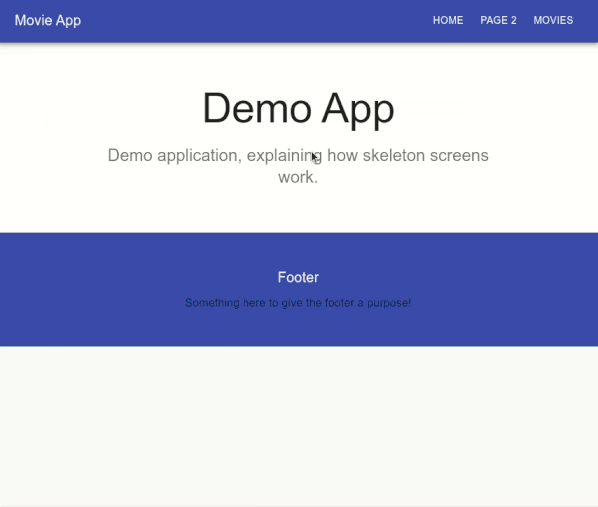 Movie App
HOME PAGE 2 MOVIES
Demo App
Demo application, explaining how skeleton screens
work.
Footer
Something here to give the footer a purpose!